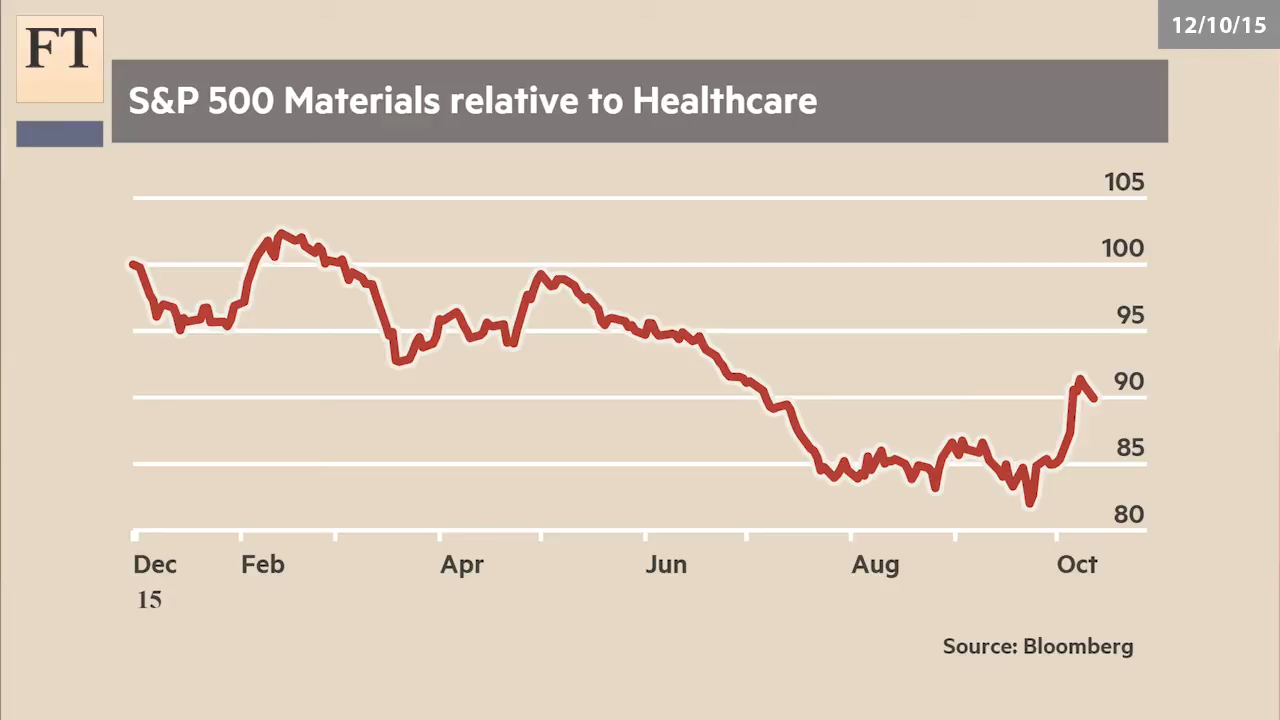 FT
12/10/15
S&P 500 Materials relative to Healthcare
105
100
95
90
85
80
Dec Feb Apr Jun Aug Oct
15
Source: Bloomberg